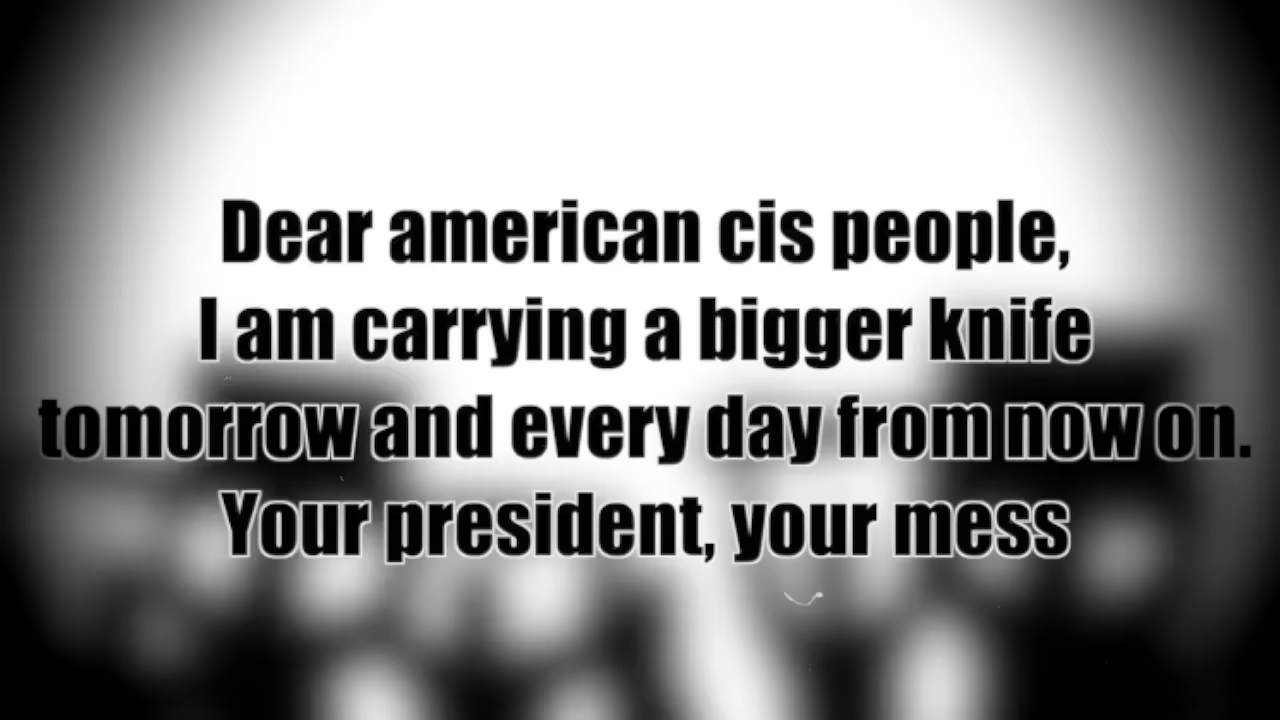 Dear american cis people,
I am carrying a bigger knife
tomorrow and every day from now on.
Your president, your mess